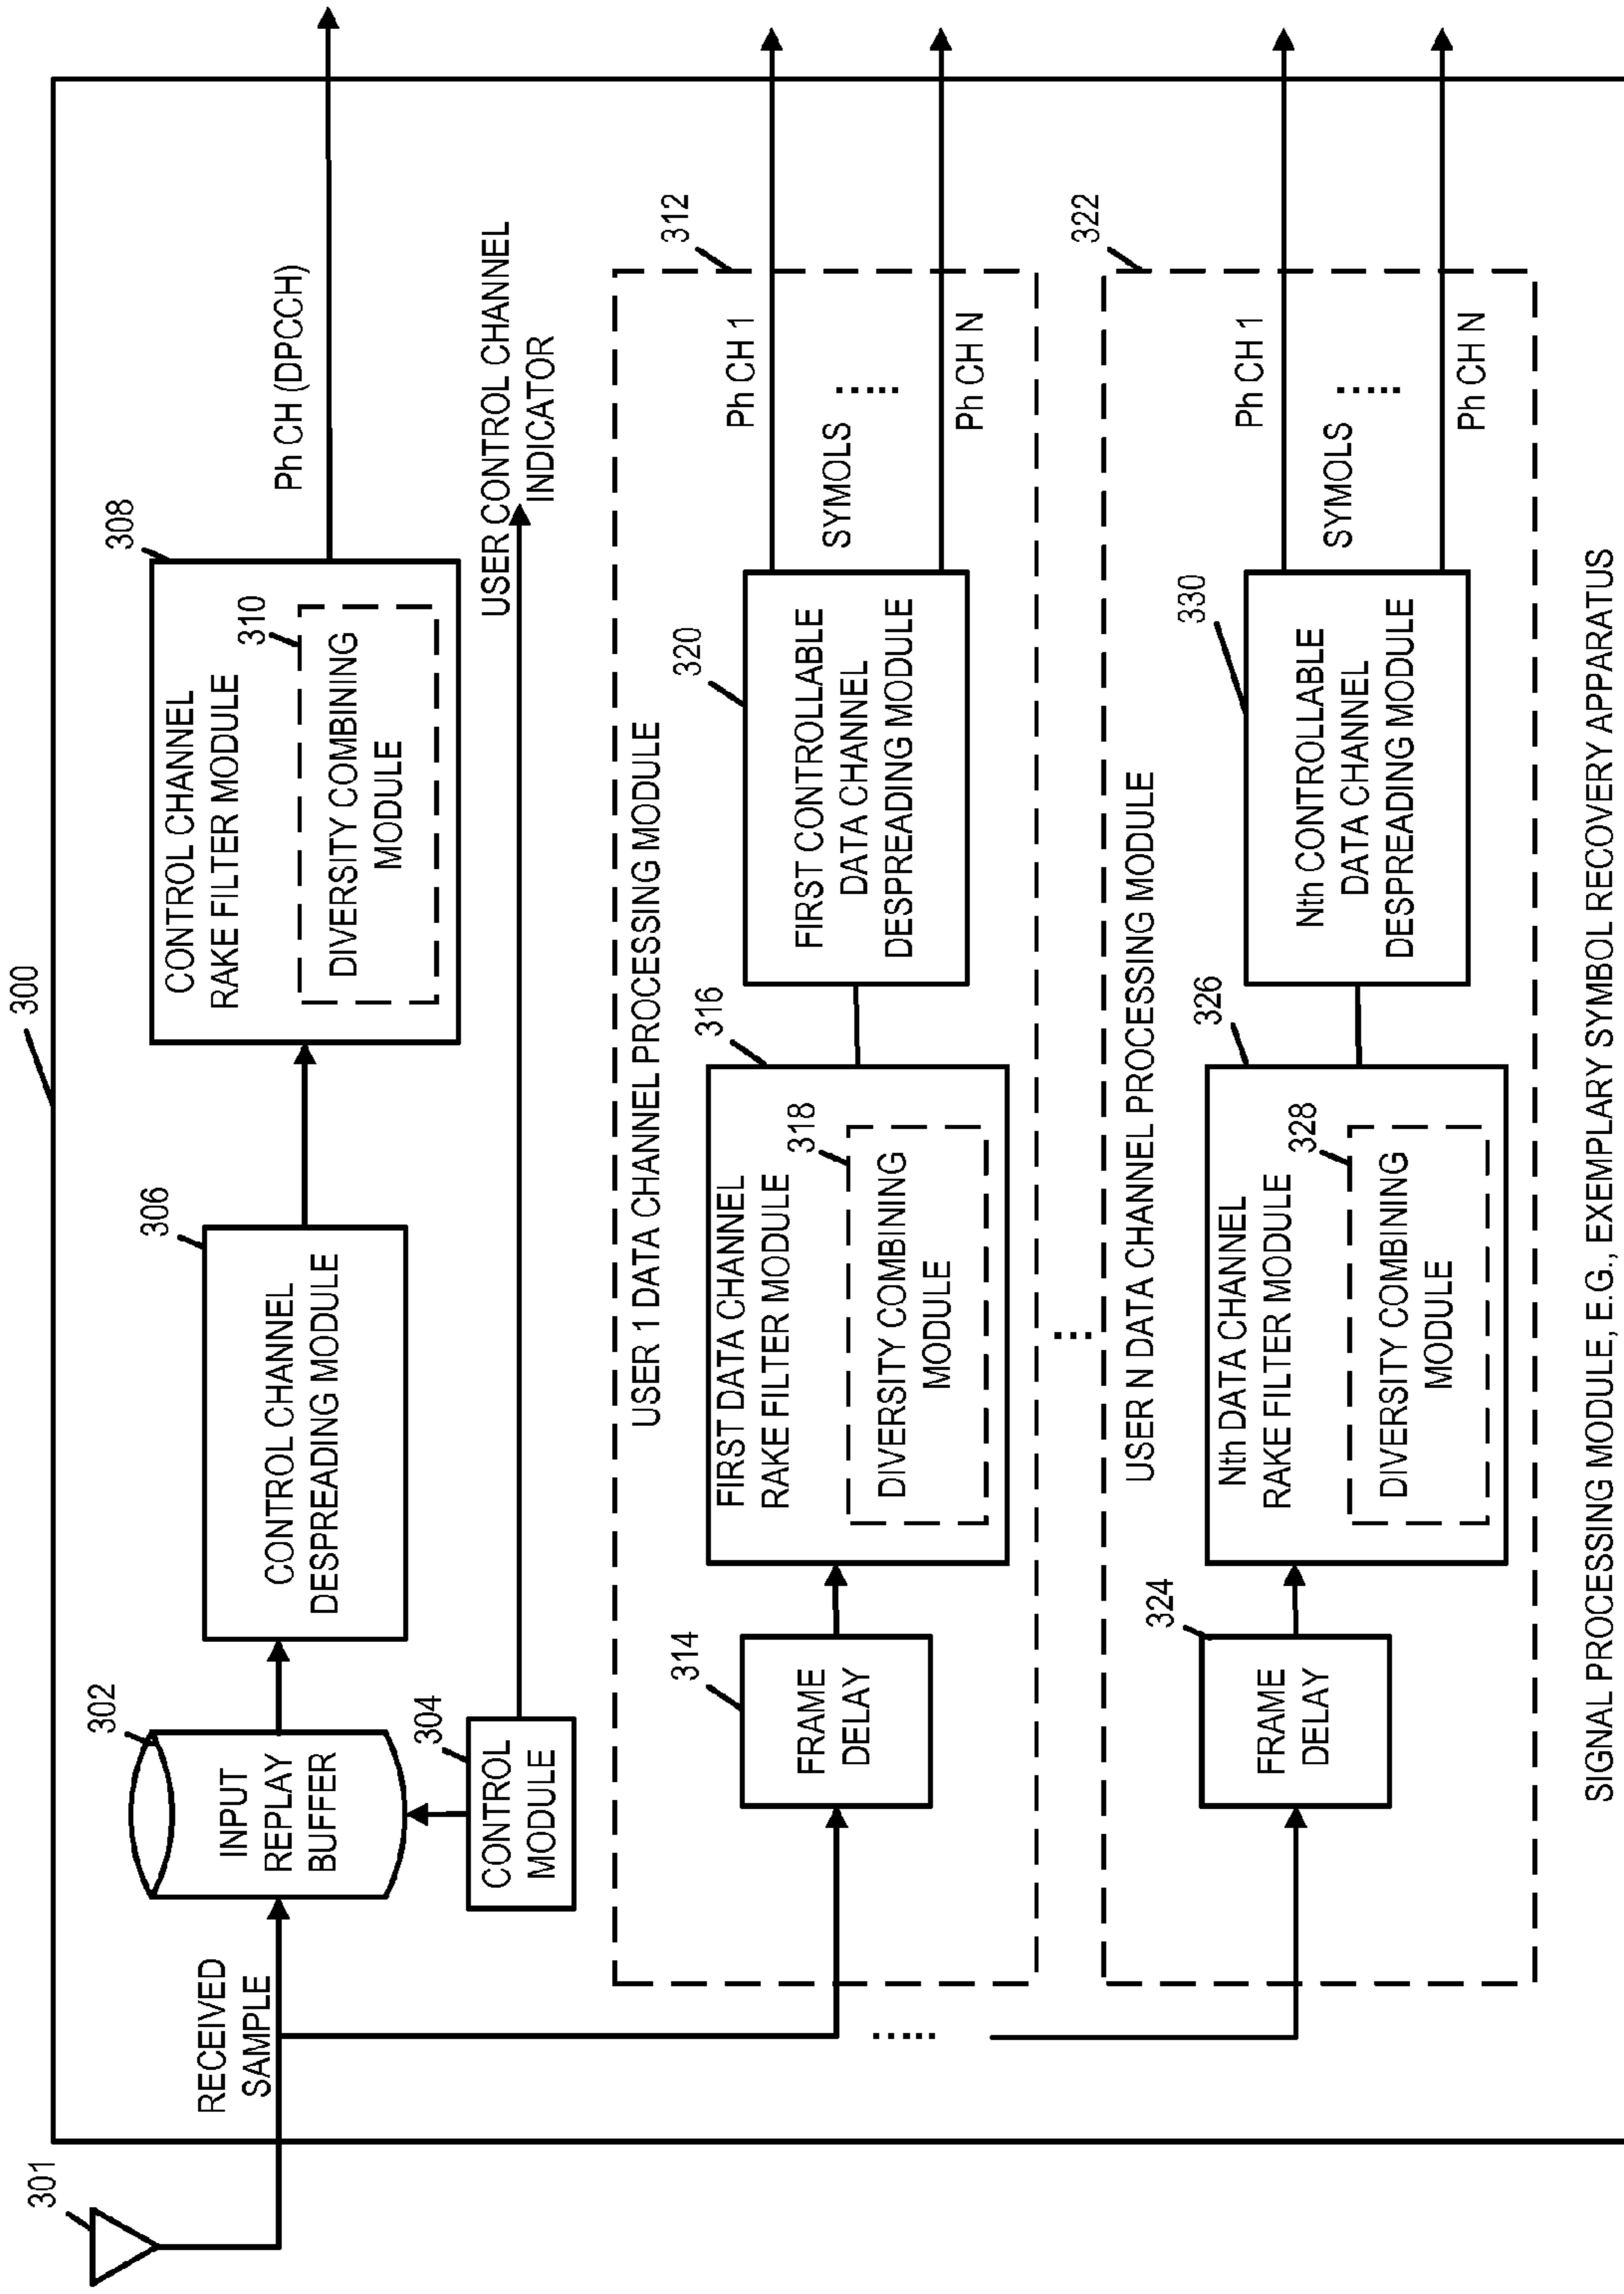 300
301
RECEIVED
SAMPLE
302
INPUT
REPLAY
BUFFER
304
CONTROL
MODULE
306
CONTROL CHANNEL
DESPREADING MODULE
308
CONTROL CHANNEL
RAKE FILTER MODULE
310
DIVERSITY COMBINING
MODULE
Ph CH (DPCCH)
USER CONTROL CHANNEL
INDICATOR
USER 1 DATA CHANNEL PROCESSING MODULE
312
314
FRAME
DELAY
316
FIRST DATA CHANNEL
RAKE FILTER MODULE
318
DIVERSITY COMBINING
MODULE
320
FIRST CONTROLLABLE
DATA CHANNEL
DESPREADING MODULE
Ph CH 1
SYMOLS .....
Ph CH N
.....
...
USER N DATA CHANNEL PROCESSING MODULE
322
324
FRAME
DELAY
326
Nth DATA CHANNEL
RAKE FILTER MODULE
328
DIVERSITY COMBINING
MODULE
330
Nth CONTROLLABLE
DATA CHANNEL
DESPREADING MODULE
Ph CH 1
SYMOLS .....
Ph CH N
SIGNAL PROCESSING MODULE, E.G., EXEMPLARY SYMBOL RECOVERY APPARATUS